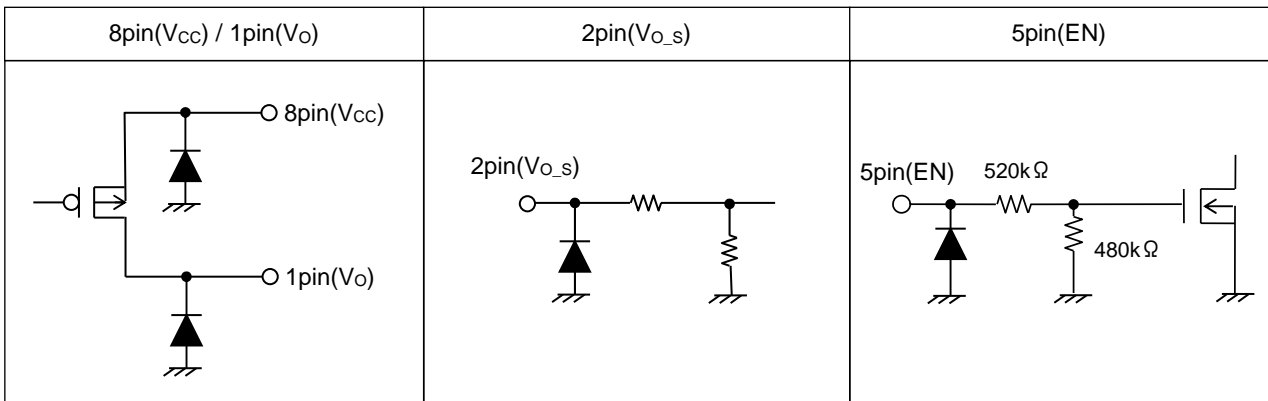 8pin(VCC) / 1pin(VO)
2pin(VO_S)
5pin(EN)
8pin(VCC)
1pin(VO)
2pin(VO_S)
5pin(EN)
520kΩ
480kΩ